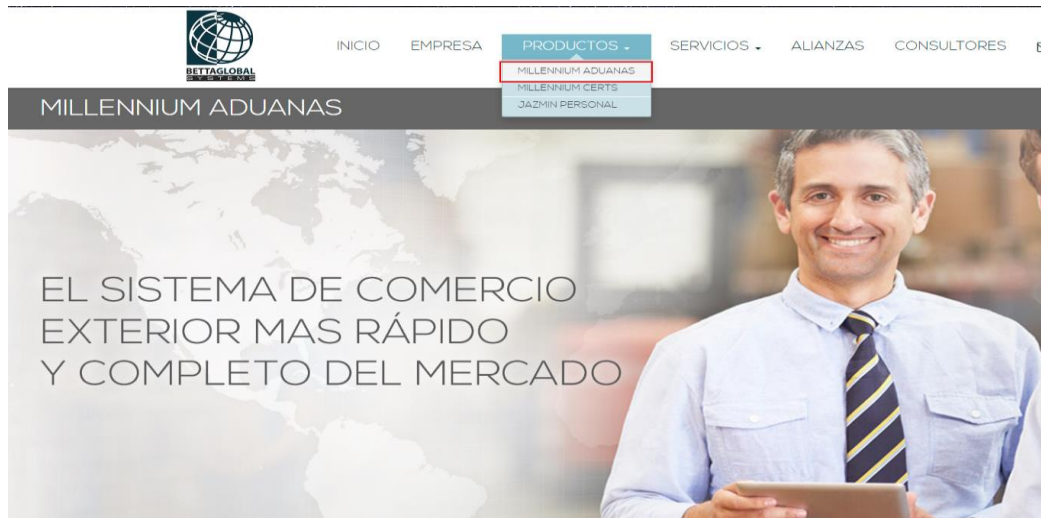 BETTAGLOBAL
SYSTEMS
INICIO
EMPRESA
PRODUCTOS
SERVICIOS
ALIANZAS
CONSULTORES
MILLENNIUM ADUANAS
MILLENNIUM CERTS
JAZMIN PERSONAL
MILLENNIUM ADUANAS
EL SISTEMA DE COMERCIO
EXTERIOR MAS RÁPIDO
Y COMPLETO DEL MERCADO